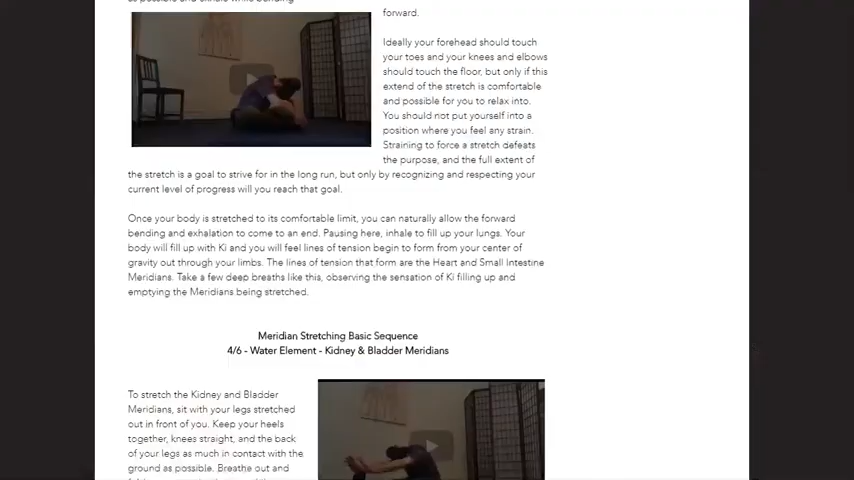 forward.
Ideally your forehead should touch
your toes and your knees and elbows
should touch the floor, but only if this
extend of the stretch is comfortable
and possible for you to relax into.
You should not put yourself into a
position where you feel any strain.
Straining to force a stretch defeats
the purpose, and the full extent of
the stretch is a goal to strive for in the long run, but only by recognizing and respecting your
current level of progress will you reach that goal.
Once your body is stretched to its comfortable limit, you can naturally allow the forward
bending and exhalation to come to an end. Pausing here, inhale to fill up your lungs. Your
body will fill up with Ki and you will feel lines of tension begin to form from your center of
gravity out through your limbs. The lines of tension that form are the Heart and Small Intestine
Meridians. Take a few deep breaths like this, observing the sensation of Ki filling up and
emptying the Meridians being stretched.
Meridian Stretching Basic Sequence
4/6 - Water Element - Kidney & Bladder Meridians
To stretch the Kidney and Bladder
Meridians, sit with your legs stretched
out in front of you. Keep your heels
together, knees straight, and the back
of your legs as much in contact with the
ground as possible. Breathe out and